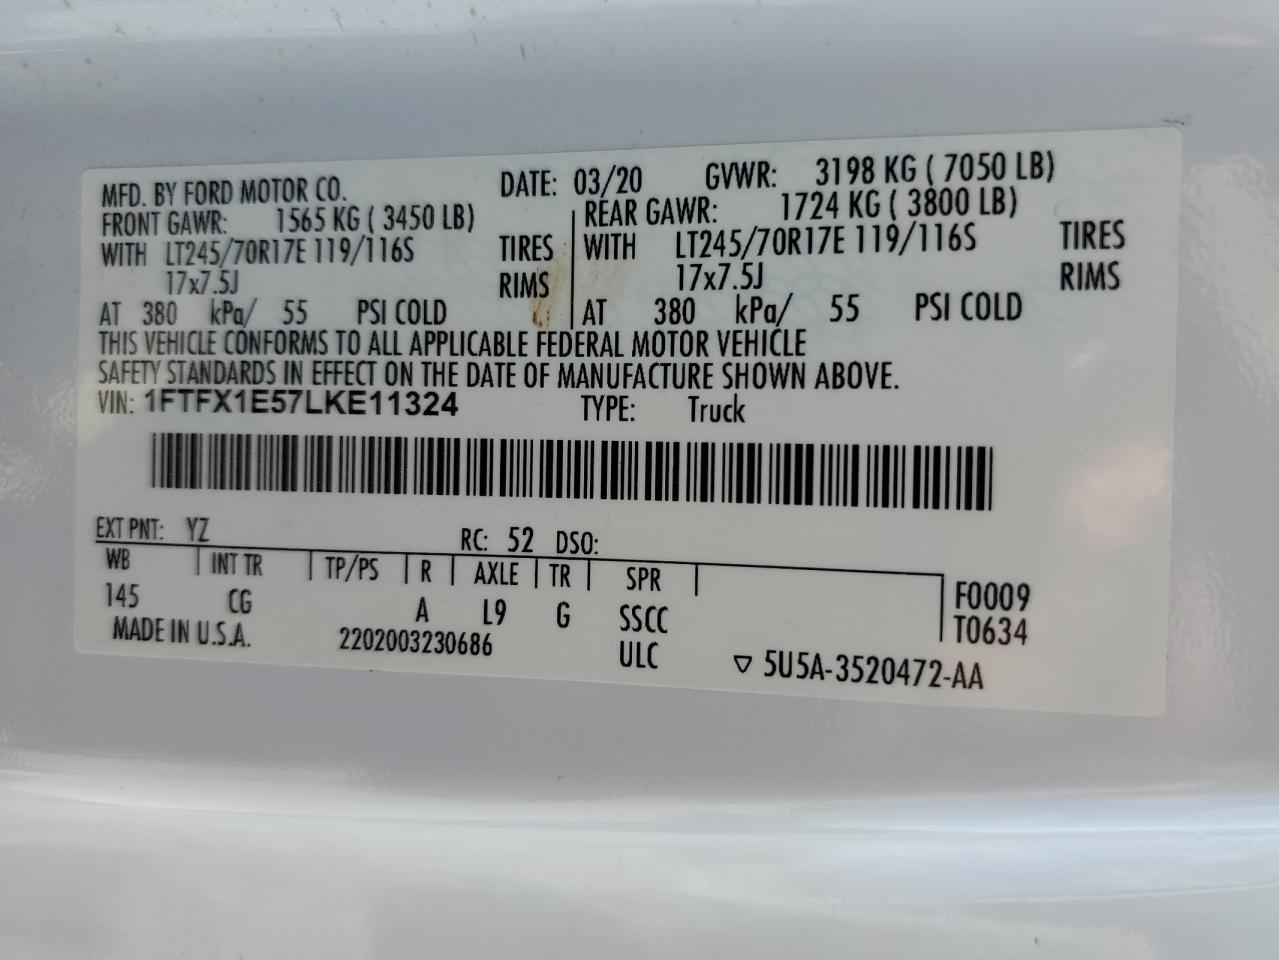 MFD. BY FORD MOTOR CO. DATE: 03/20 GVWR: 3198 KG ( 7050 LB)
FRONT GAWR: 1565 KG ( 3450 LB) REAR GAWR: 1724 KG ( 3800 LB)
WITH LT245/70R17E 119/116S TIRES WITH LT245/70R17E 119/116S TIRES
17x7.5J RIMS 17x7.5J RIMS
AT 380 kPa/ 55 PSI COLD AT 380 kPa/ 55 PSI COLD
THIS VEHICLE CONFORMS TO ALL APPLICABLE FEDERAL MOTOR VEHICLE
SAFETY STANDARDS IN EFFECT ON THE DATE OF MANUFACTURE SHOWN ABOVE.
VIN: 1FTFX1E57LKE11324 TYPE: Truck
EXT PNT: YZ RC: 52 DSO:
WB INT TR TP/PS R AXLE TR SPR F0009
145 CG A L9 G SSCC T0634
MADE IN U.S.A. 2202003230686 ULC ▽ 5U5A-3520472-AA